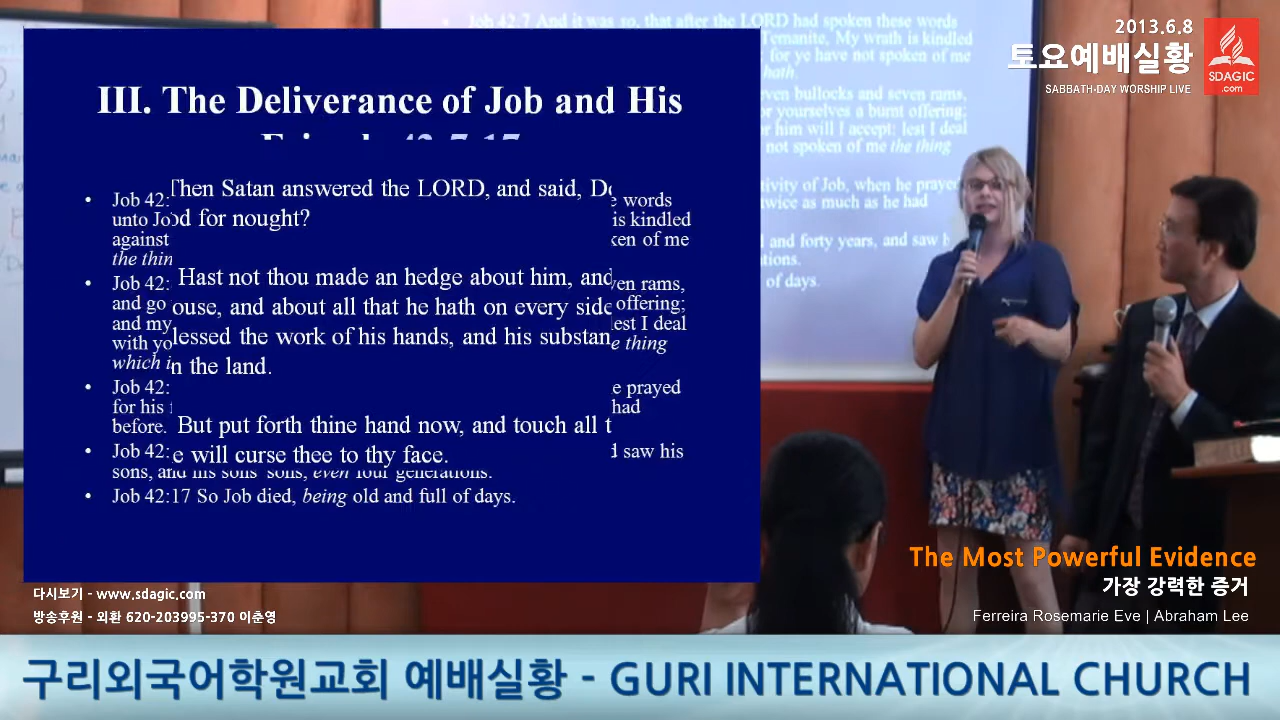 2013.6.8
토요예배실황
SABBATH-DAY WORSHIP LIVE
SDAGIC
.com
Job 42:7 And it was so, that after the LORD had spoken these words
Temanite, My wrath is kindled
: for ye have not spoken of me
hath.
ven bullocks and seven rams,
or yourselves a burnt offering;
r him will I accept: lest I deal
not spoken of me the thing
tivity of Job, when he prayed
twice as much as he had
and forty years, and saw
of days.
III. The Deliverance of Job and His
Then Satan answered the LORD, and said, Do
• Job 42: words
unto Job od for nought? is kindled
against ken of me
the thin
Hast not thou made an hedge about him, and
• Job 42: ven rams,
and go ouse, and about all that he hath on every side offering;
and my est I deal
with yo lessed the work of his hands, and his substan e thing
which i n the land.
• Job 42: e prayed
for his had
before. But put forth thine hand now, and touch all t
• Job 42: e will curse thee to thy face. d saw his
sons, and his sons' sons, even four generations.
• Job 42:17 So Job died, being old and full of days.
The Most Powerful Evidence
가장 강력한 증거
Ferreira Rosemarie Eve | Abraham Lee
다시보기 - www.sdagic.com
방송후원 - 외환 620-203995-370 이춘영
구리외국어학원교회 예배실황 - GURI INTERNATIONAL CHURCH